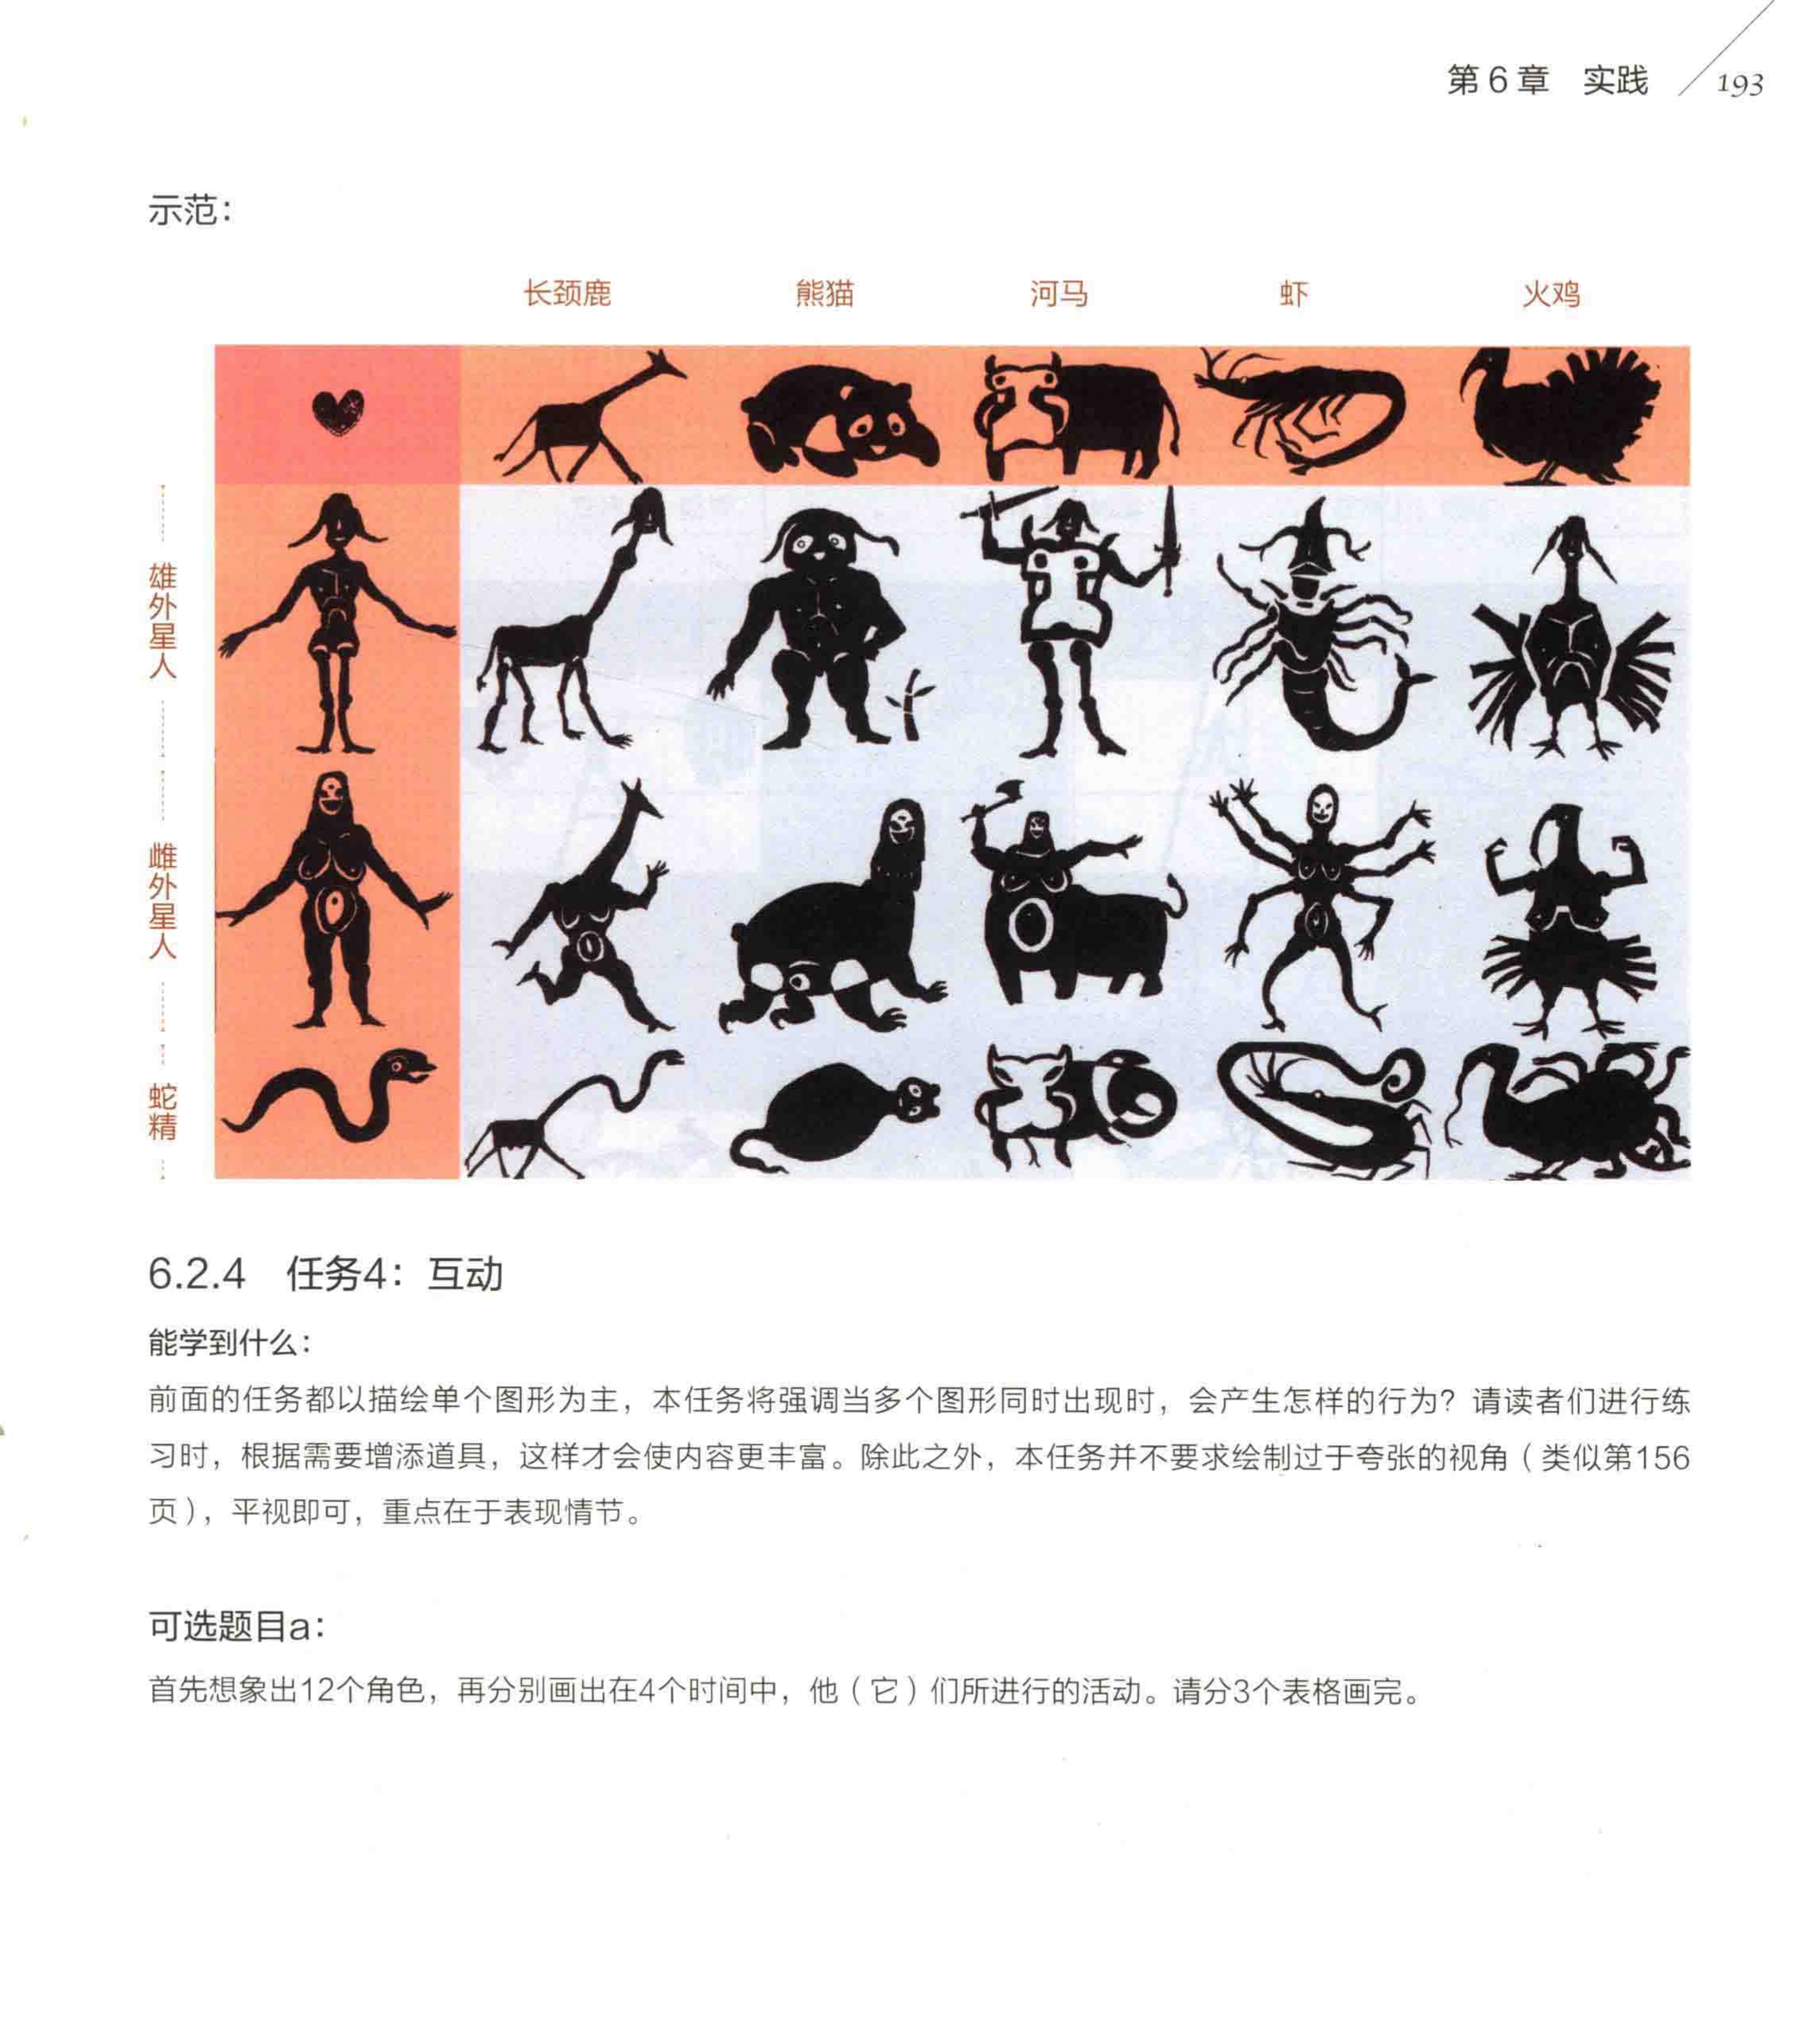 第6章 实践 193
示范：
长颈鹿 熊猫 河马 虾 火鸡
雄外星人
雌外星人
蛇精
6.2.4 任务4：互动
能学到什么：
前面的任务都以描绘单个图形为主，本任务将强调当多个图形同时出现时，会产生怎样的行为？请读者们进行练
习时，根据需要增添道具，这样才会使内容更丰富。除此之外，本任务并不要求绘制过于夸张的视角（类似第156
页），平视即可，重点在于表现情节。
可选题目a：
首先想象出12个角色，再分别画出在4个时间中，他（它）们所进行的活动。请分3个表格画完。